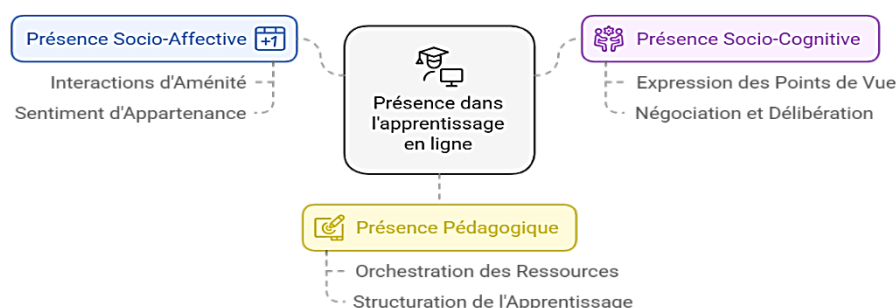 Présence Socio-Affective
+1
Interactions d'Aménité
Sentiment d'Appartenance
Présence dans
l'apprentissage
en ligne
Présence Socio-Cognitive
Expression des Points de Vue
Négociation et Délibération
Présence Pédagogique
Orchestration des Ressources
Structuration de l'Apprentissage